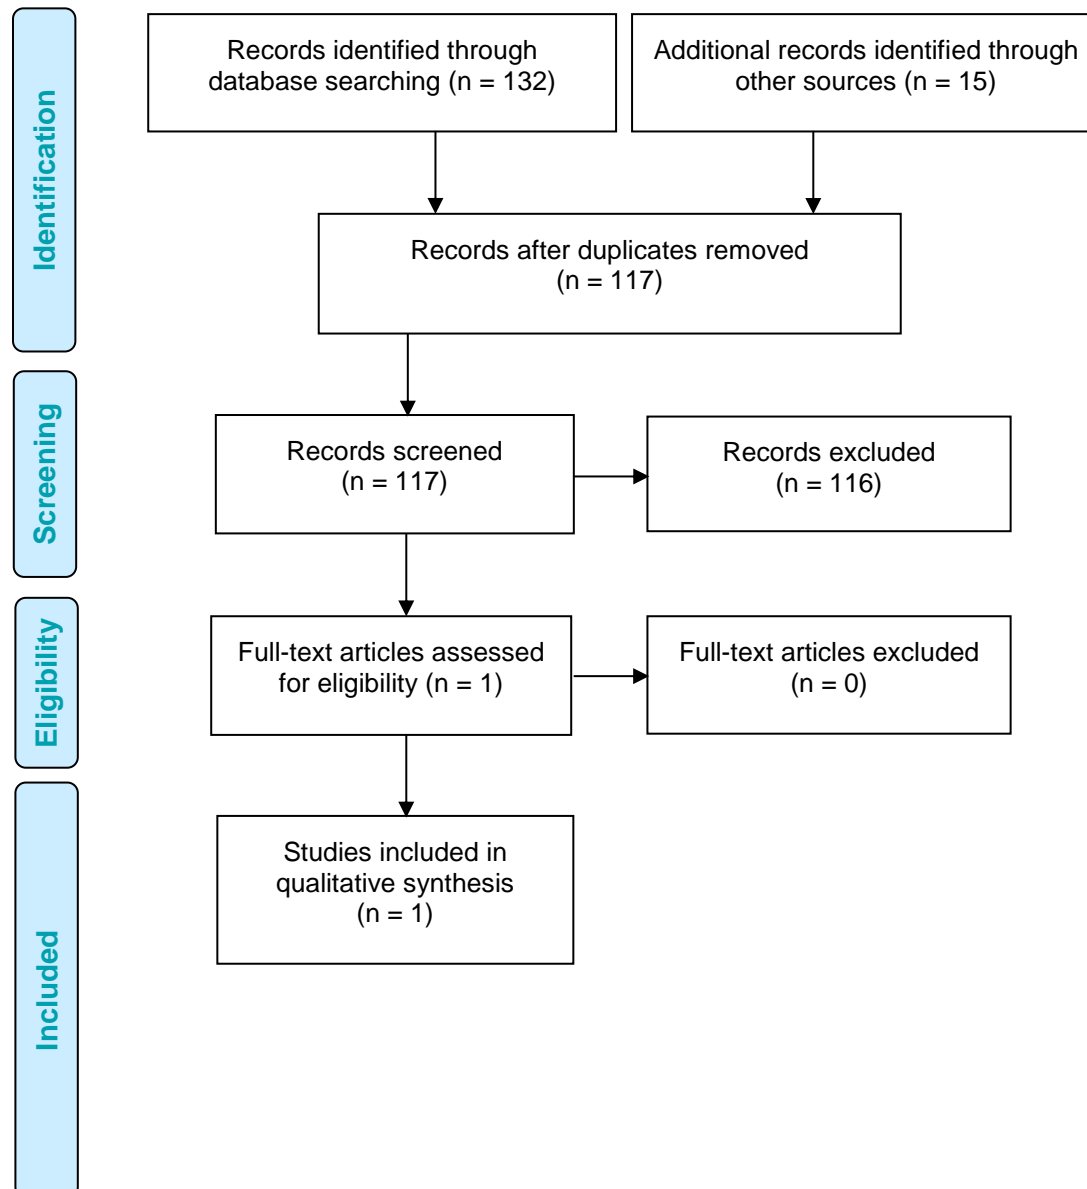 Identification
Records identified through
database searching (n = 132)
Additional records identified through
other sources (n = 15)
Records after duplicates removed
(n = 117)
Screening
Records screened
(n = 117)
Records excluded
(n = 116)
Eligibility
Full-text articles assessed
for eligibility (n = 1)
Full-text articles excluded
(n = 0)
Included
Studies included in
qualitative synthesis
(n = 1)